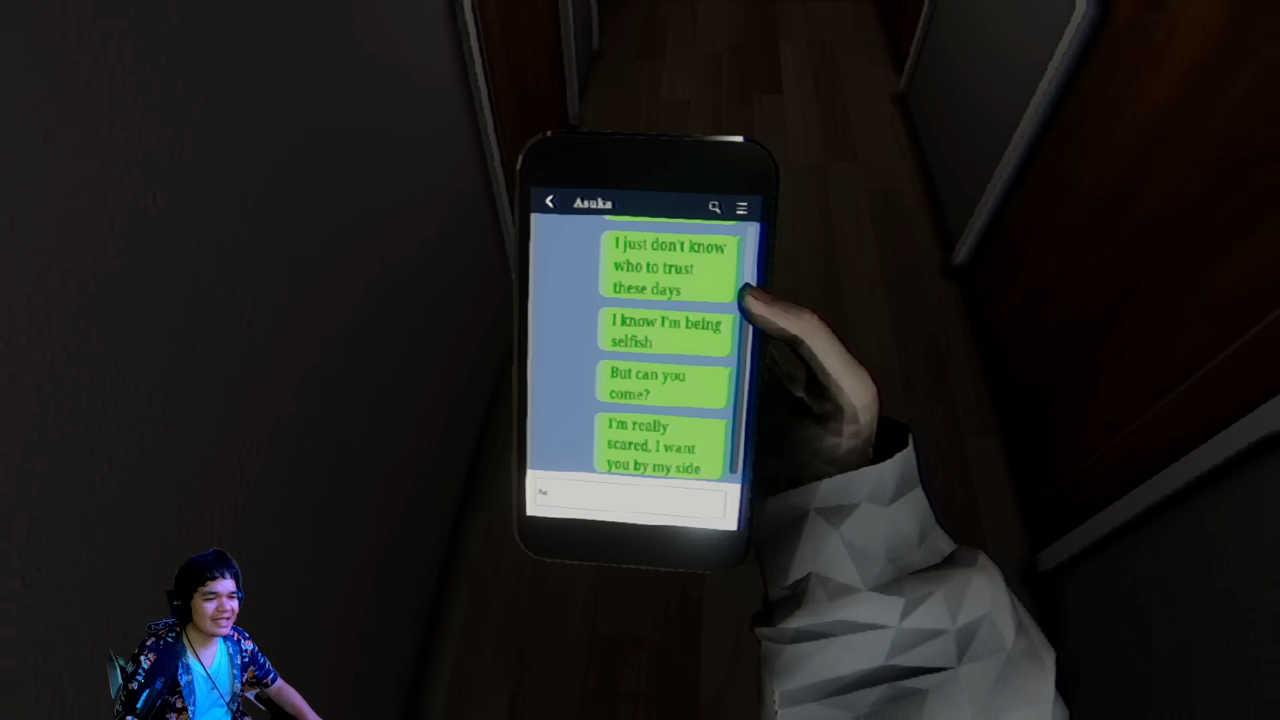 Asuka
I just don't know
who to trust
these days
I know I'm being
selfish
But can you
come?
I'm really
scared, I want
you by my side
Aa